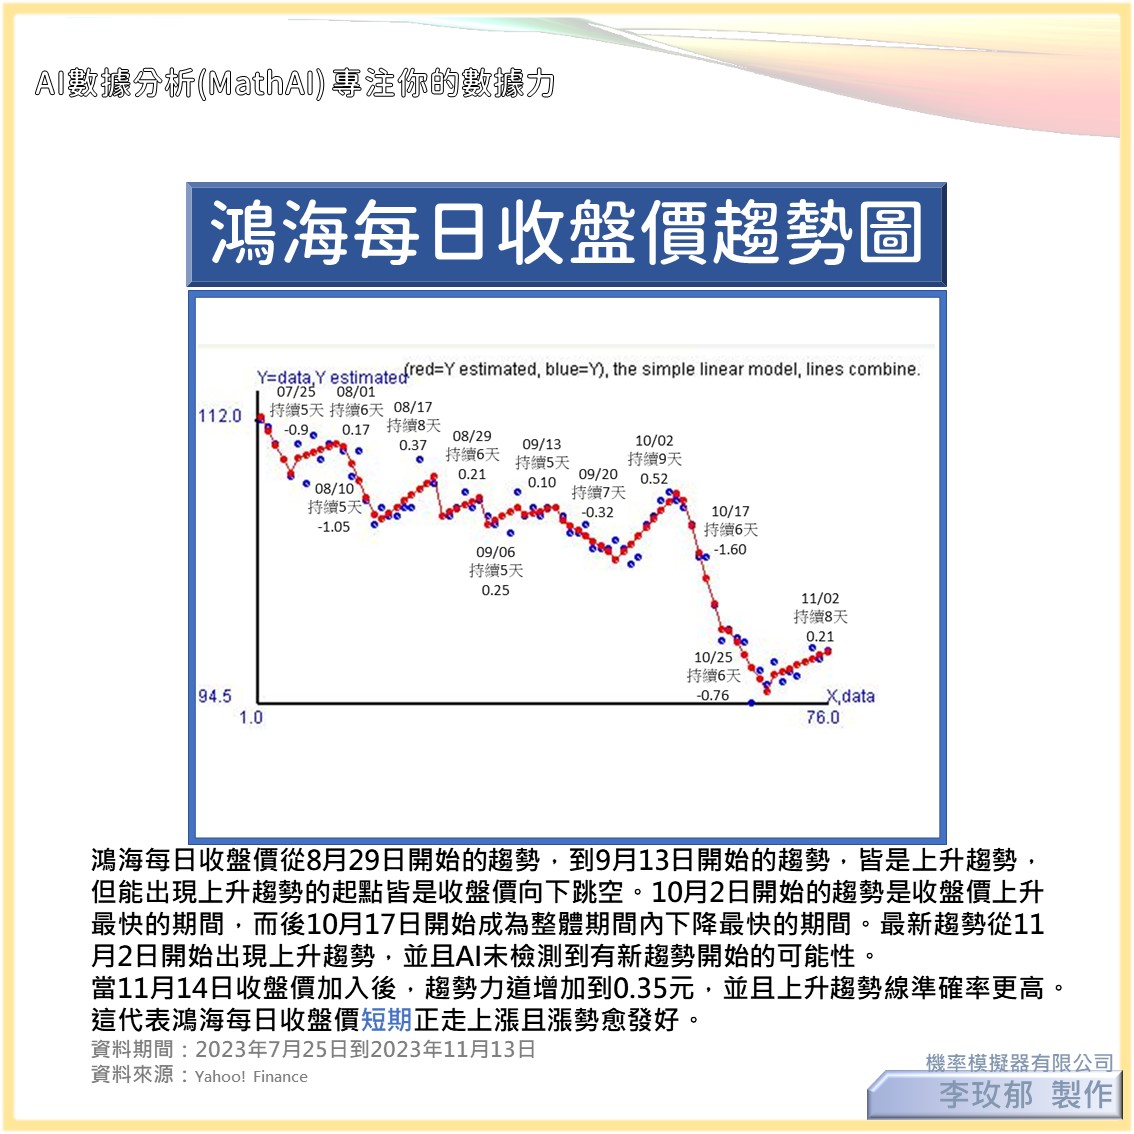 AI數據分析(MathAI) 專注你的數據力
鴻海每日收盤價趨勢圖
(red=Y estimated, blue=Y), the simple linear model, lines combine.
Y=data,Y estimated
112.0
07/25
持續5天
-0.9
08/01
持續6天
0.17
08/10
持續5天
-1.05
08/17
持續8天
0.37
08/29
持續6天
0.21
09/06
持續5天
0.25
09/13
持續5天
0.10
09/20
持續7天
-0.32
10/02
持續9天
0.52
10/17
持續6天
-1.60
10/25
持續6天
-0.76
11/02
持續8天
0.21
94.5
X,data
1.0
76.0
鴻海每日收盤價從8月29日開始的趨勢，到9月13日開始的趨勢，皆是上升趨勢，
但能出現上升趨勢的起點皆是收盤價向下跳空。10月2日開始的趨勢是收盤價上升
最快的期間，而後10月17日開始成為整體期間內下降最快的期間。最新趨勢從11
月2日開始出現上升趨勢，並且AI未檢測到有新趨勢開始的可能性。
當11月14日收盤價加入後，趨勢力道增加到0.35元，並且上升趨勢線準確率更高。
這代表鴻海每日收盤價短期正走上漲且漲勢愈發好。
資料期間：2023年7月25日到2023年11月13日
資料來源：Yahoo! Finance
機率模擬器有限公司
李玫郁 製作